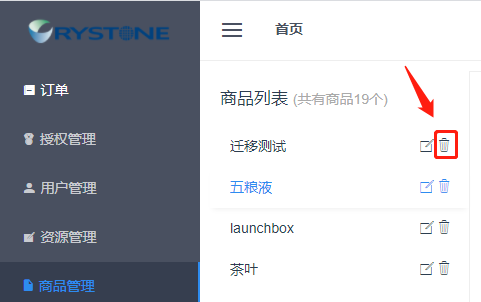 CRYSTONE
首页
订单
授权管理
用户管理
资源管理
商品管理
商品列表 (共有商品19个)
迁移测试
五粮液
launchbox
茶叶